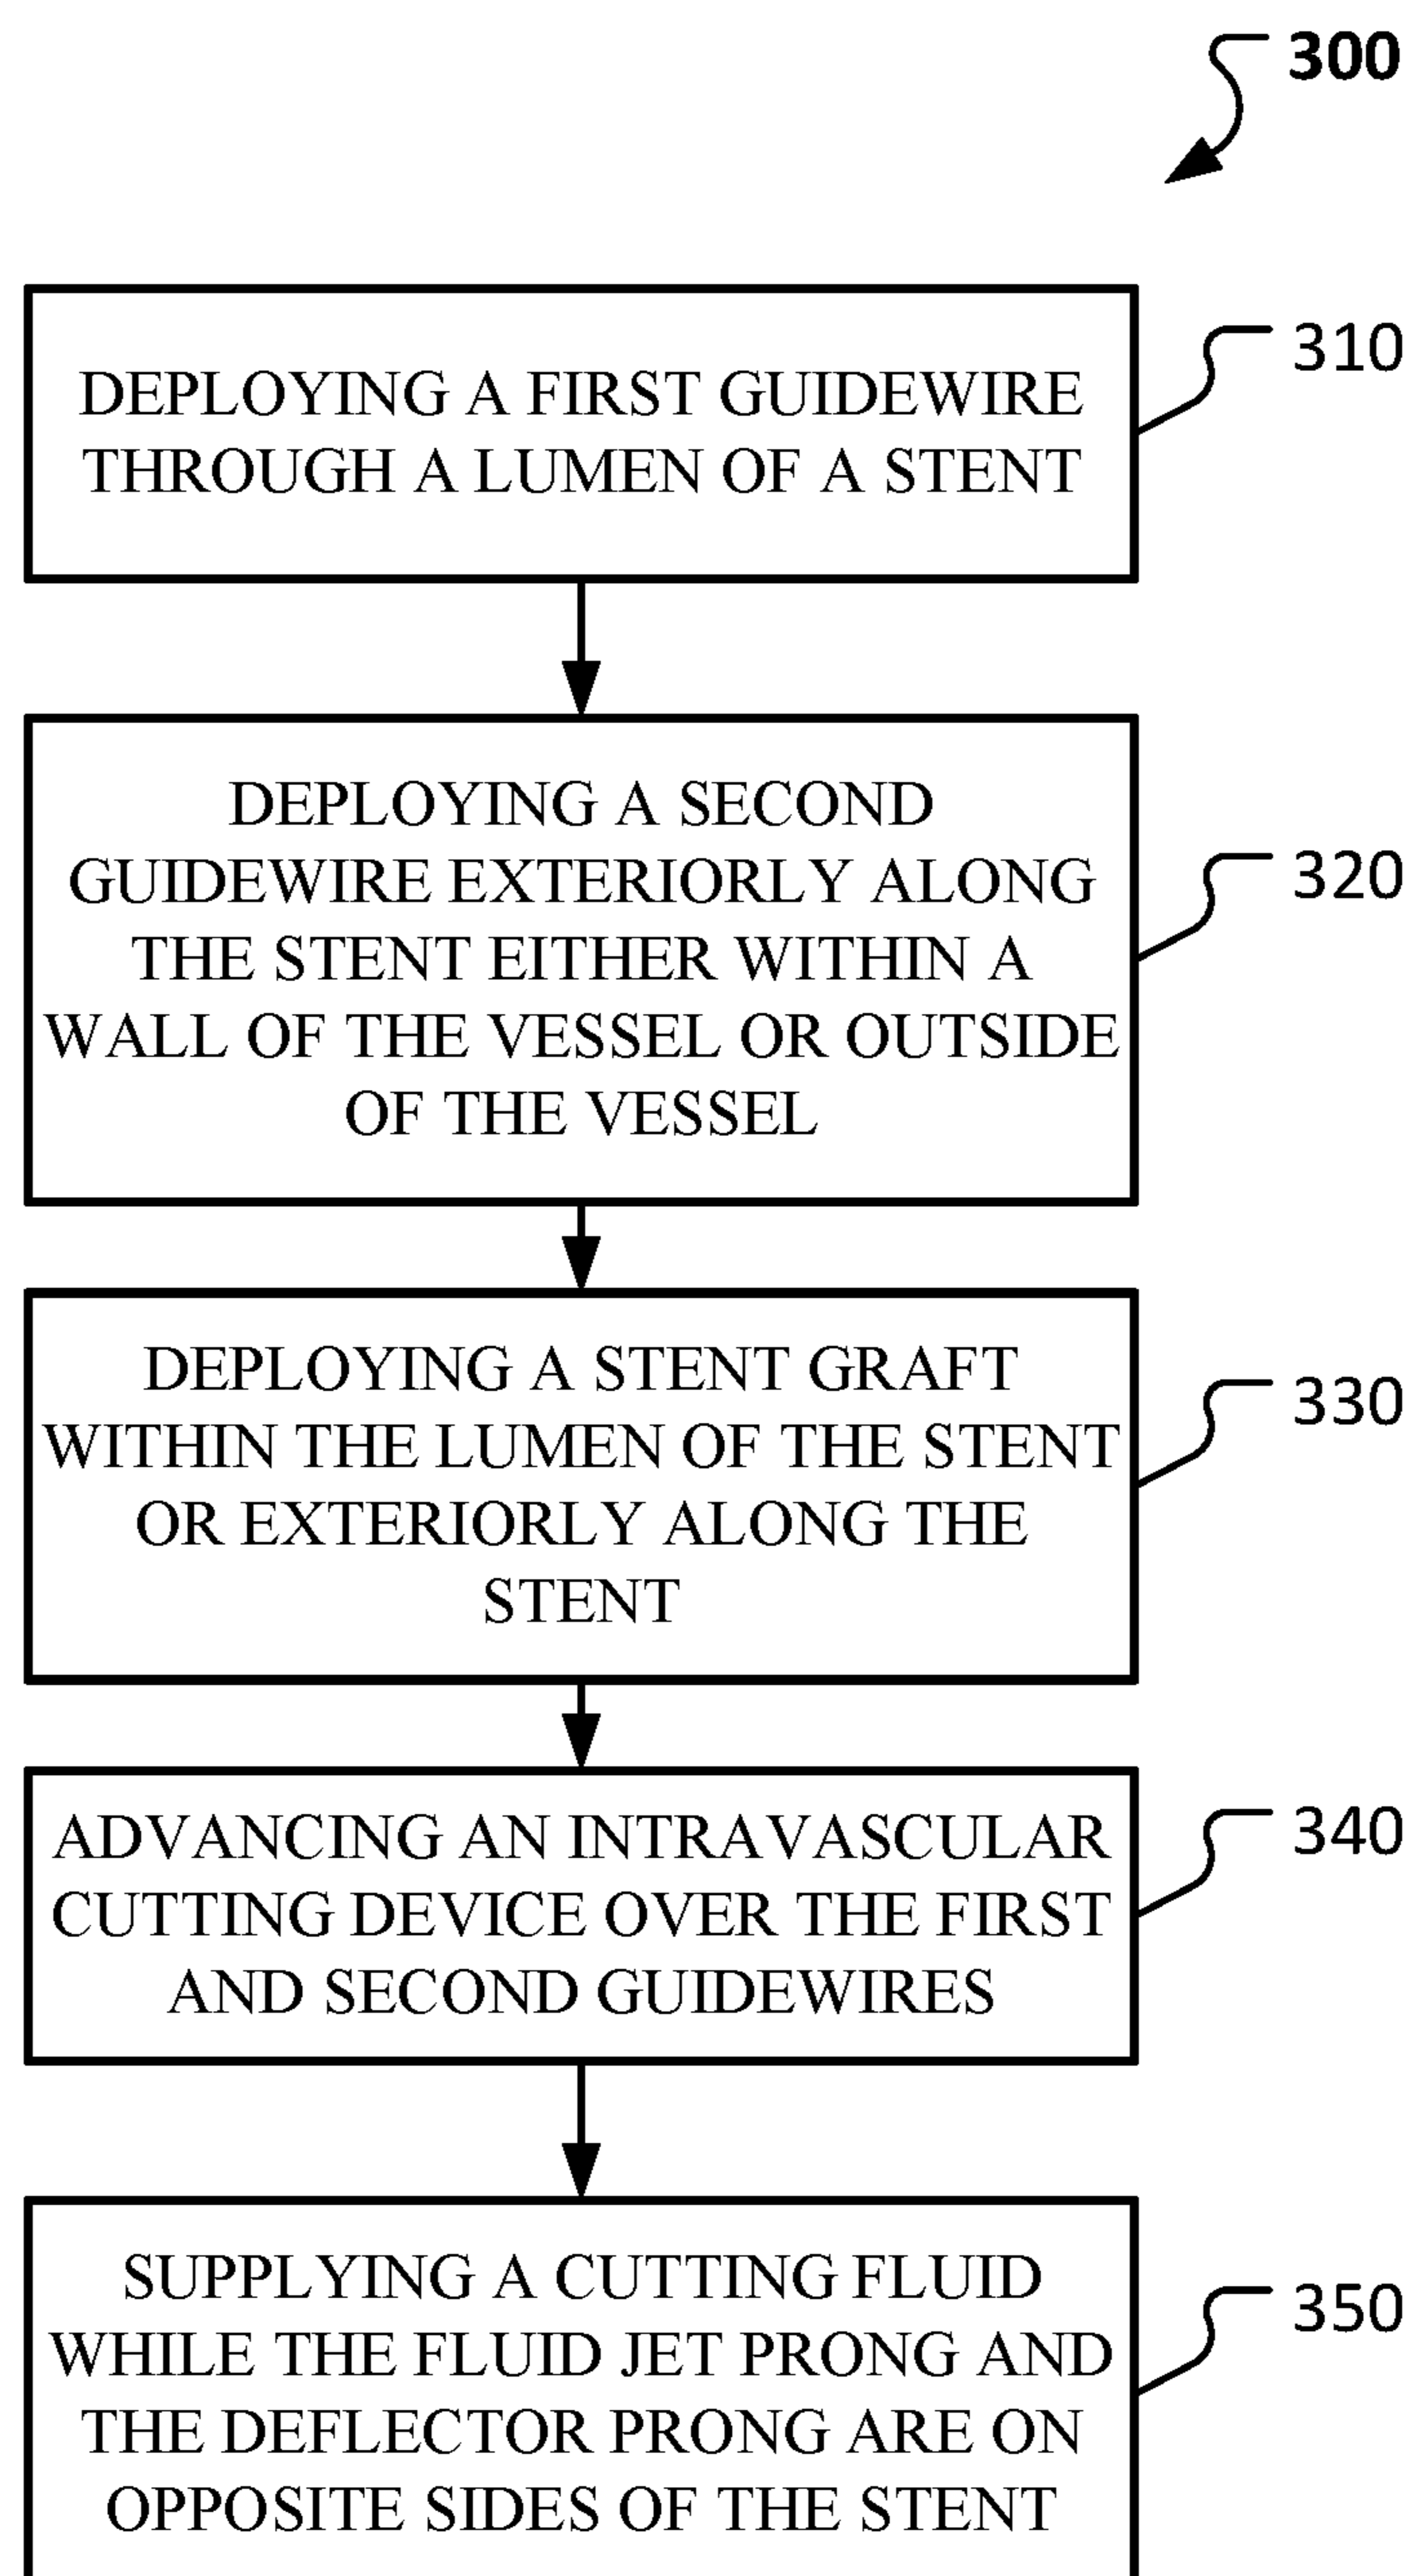 300
DEPLOYING A FIRST GUIDEWIRE
THROUGH A LUMEN OF A STENT
310
DEPLOYING A SECOND
GUIDEWIRE EXTERIORLY ALONG
THE STENT EITHER WITHIN A
WALL OF THE VESSEL OR OUTSIDE
OF THE VESSEL
320
DEPLOYING A STENT GRAFT
WITHIN THE LUMEN OF THE STENT
OR EXTERIORLY ALONG THE
STENT
330
ADVANCING AN INTRAVASCULAR
CUTTING DEVICE OVER THE FIRST
AND SECOND GUIDEWIRES
340
SUPPLYING A CUTTING FLUID
WHILE THE FLUID JET PRONG AND
THE DEFLECTOR PRONG ARE ON
OPPOSITE SIDES OF THE STENT
350